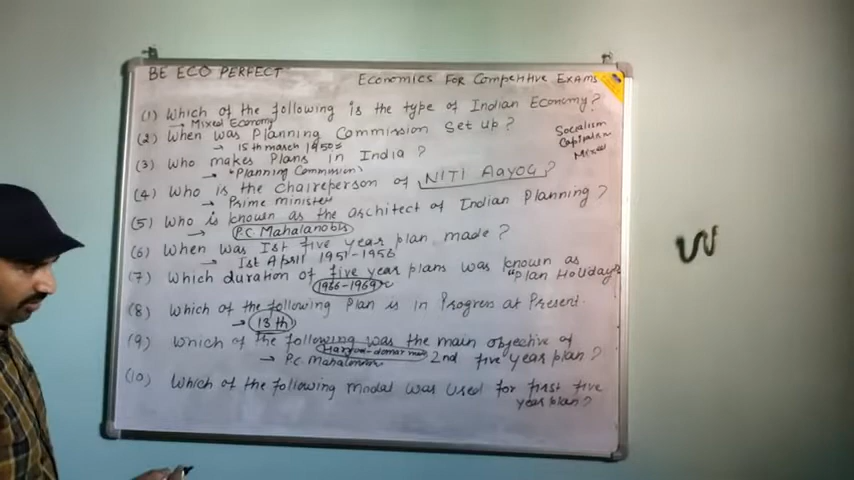 BE ECO PERFECT
Economics For Competitive Exams
(1) Which of the following is the type of Indian Economy?
→ Mixed Economy
Socialism
Capitalism
Mixed
(2) When was Planning Commission set up?
→ 15th march 1950
(3) Who makes Plans in India?
→ "Planning Commission"
(4) Who is the chaireperson of NITI Aayog?
→ Prime minister
(5) Who is known as the architect of Indian Planning?
→ P.C. Mahalanobis
(6) When was Ist five year plan made?
→ Ist April 1951-1956
(7) Which duration of five year plans was known as
"Plan Holiday"
1966-1969
(8) Which of the following Plan is in Progress at Present.
→ 13th
(9) Which of the following was the main objective of
2nd five year plan?
Harrod-domar
→ P.C. Mahalanobis
(10) Which of the following modal was used for first five
year plan?